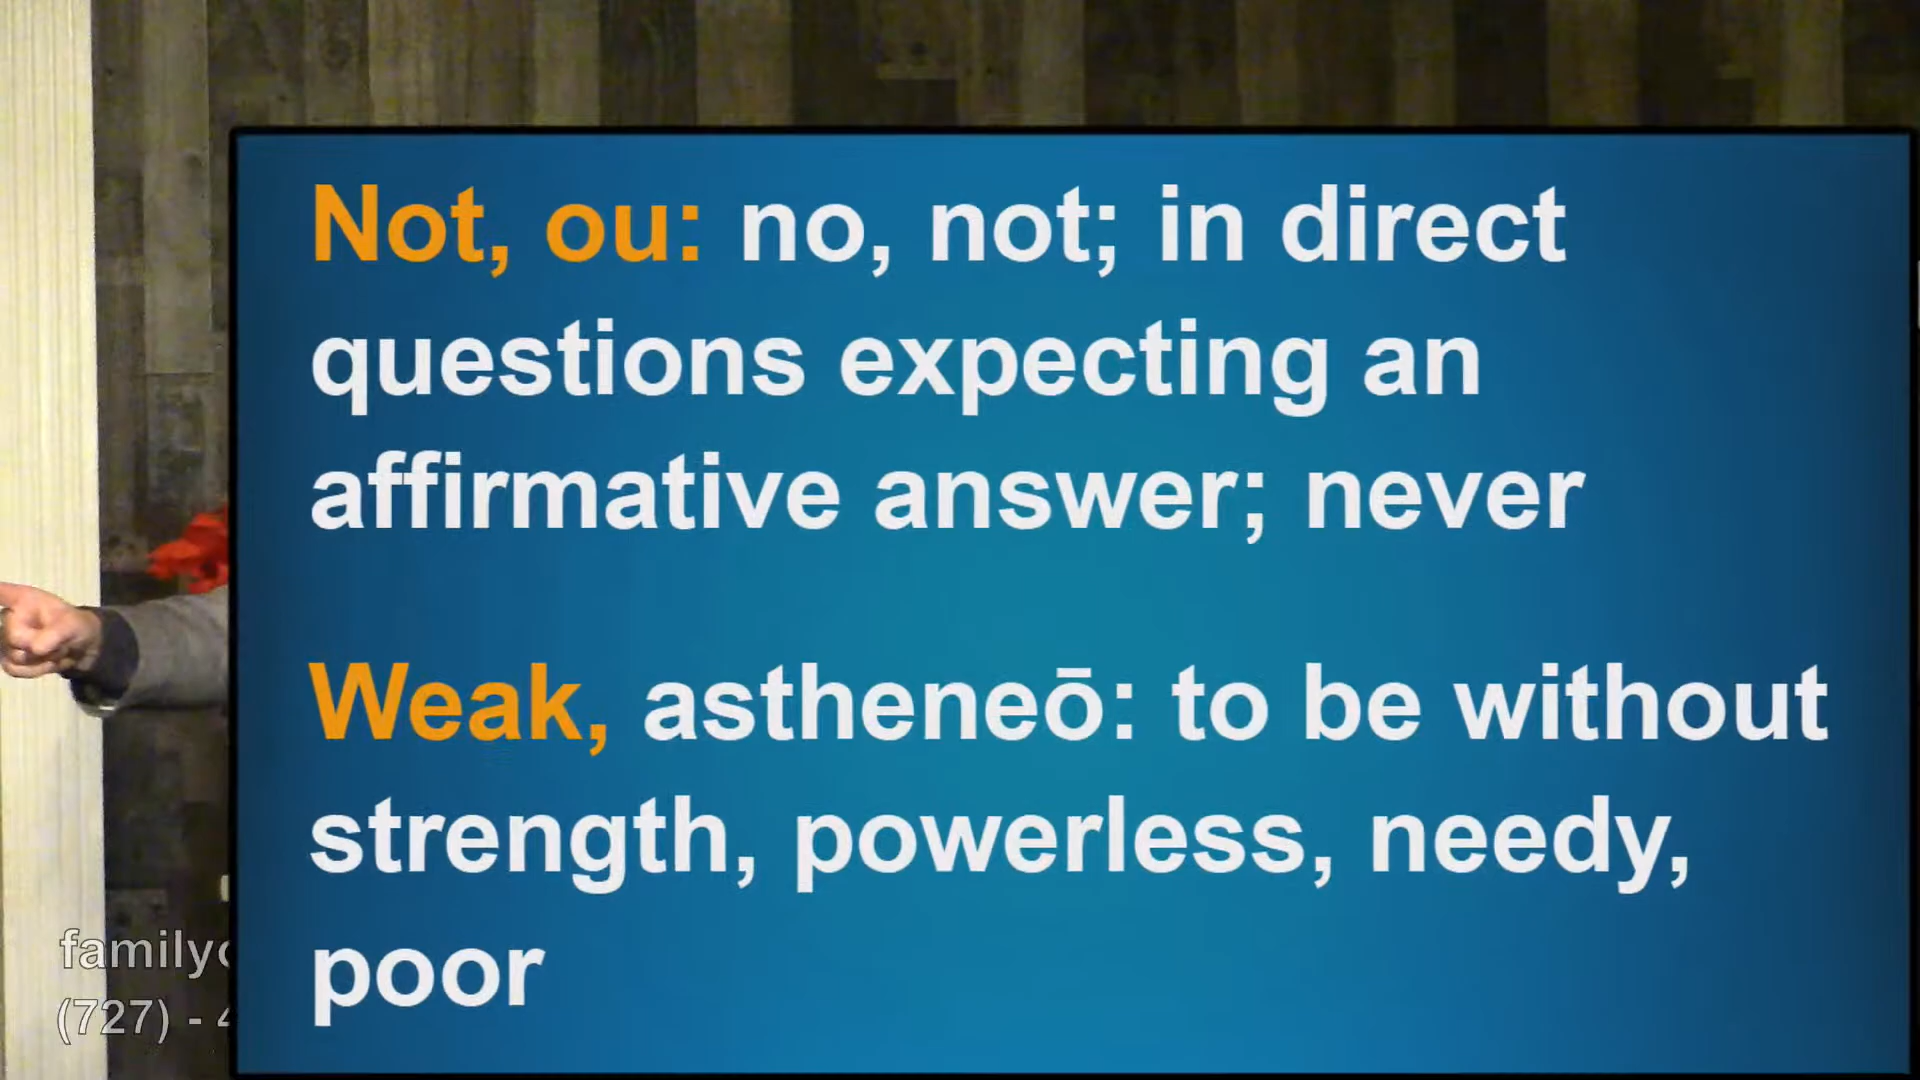 Not, ou: no, not; in direct
questions expecting an
affirmative answer; never
Weak, astheneō: to be without
strength, powerless, needy,
poor
(727) - 4